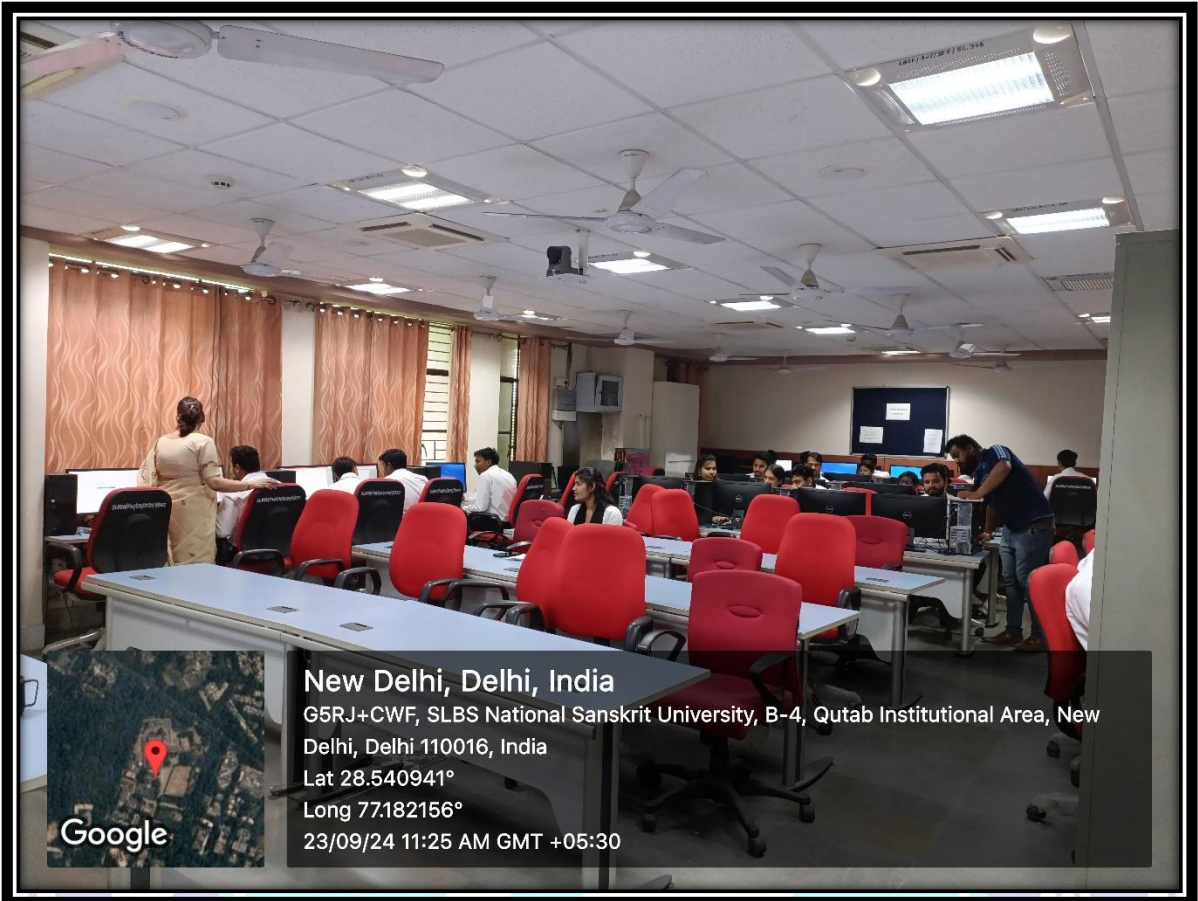 New Delhi, Delhi, India
G5RJ+CWF, SLBS National Sanskrit University, B-4, Qutab Institutional Area, New
Delhi, Delhi 110016, India
Lat 28.540941°
Long 77.182156°
23/09/24 11:25 AM GMT +05:30
Google